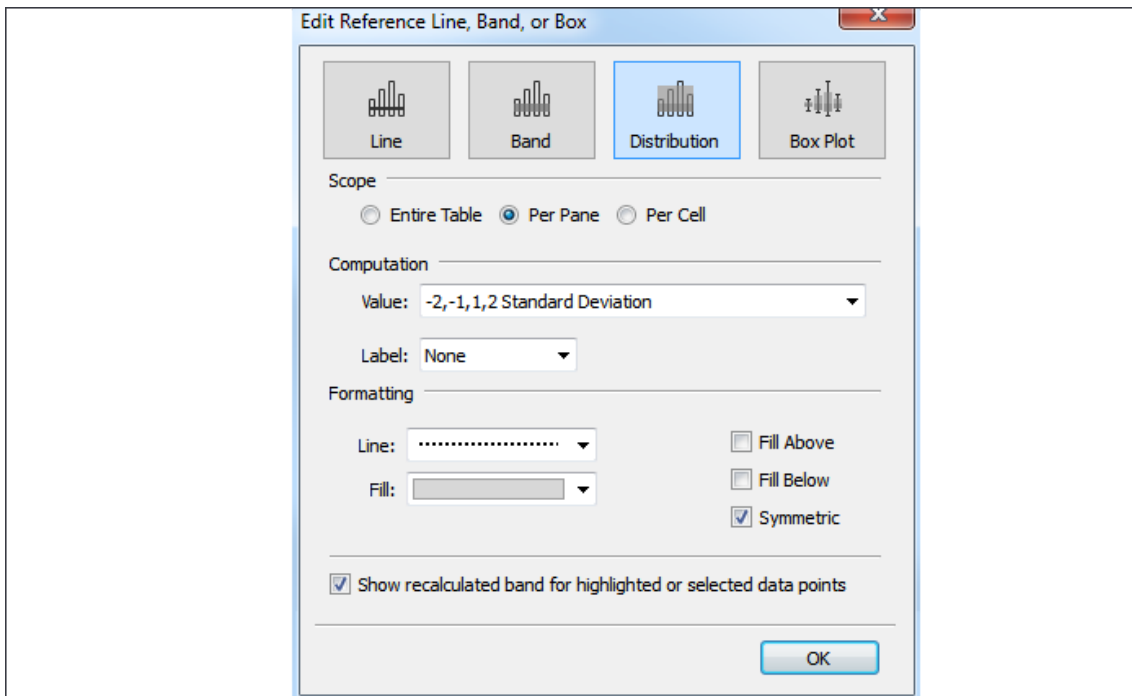 Edit Reference Line, Band, or Box
Line Band Distribution Box Plot
Scope
Entire Table Per Pane Per Cell
Computation
Value: -2,-1,1,2 Standard Deviation
Label: None
Formatting
Line: Fill Above
Fill: Fill Below
Symmetric
Show recalculated band for highlighted or selected data points
OK